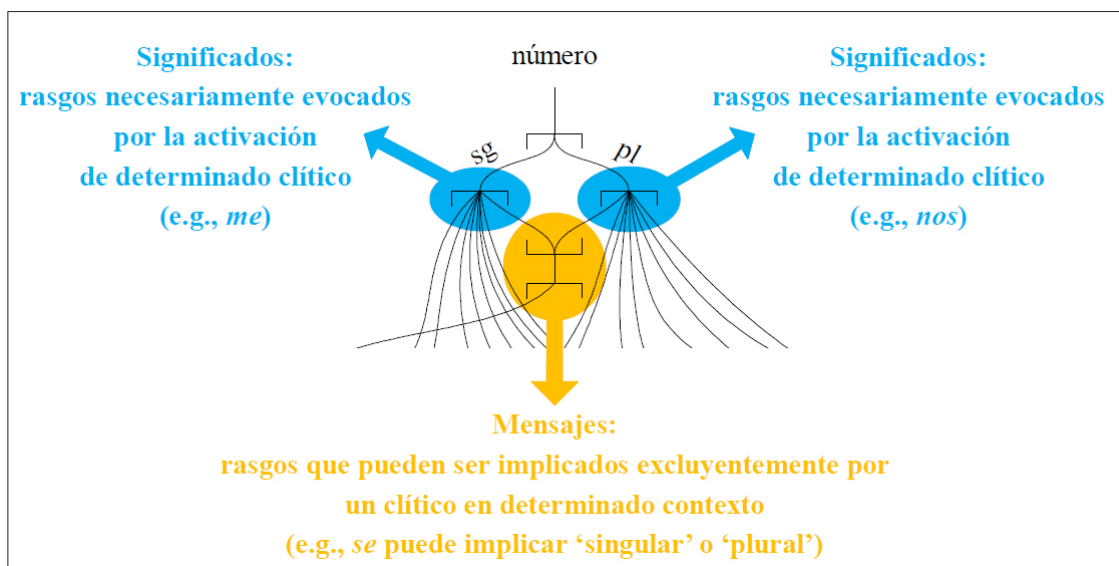 Significados:
rasgos necesariamente evocados
por la activación
de determinado clítico
(e.g., me)
número
sg
pl
Significados:
rasgos necesariamente evocados
por la activación
de determinado clítico
(e.g., nos)
Mensajes:
rasgos que pueden ser implicados excluyentemente por
un clítico en determinado contexto
(e.g., se puede implicar ‘singular’ o ‘plural’)